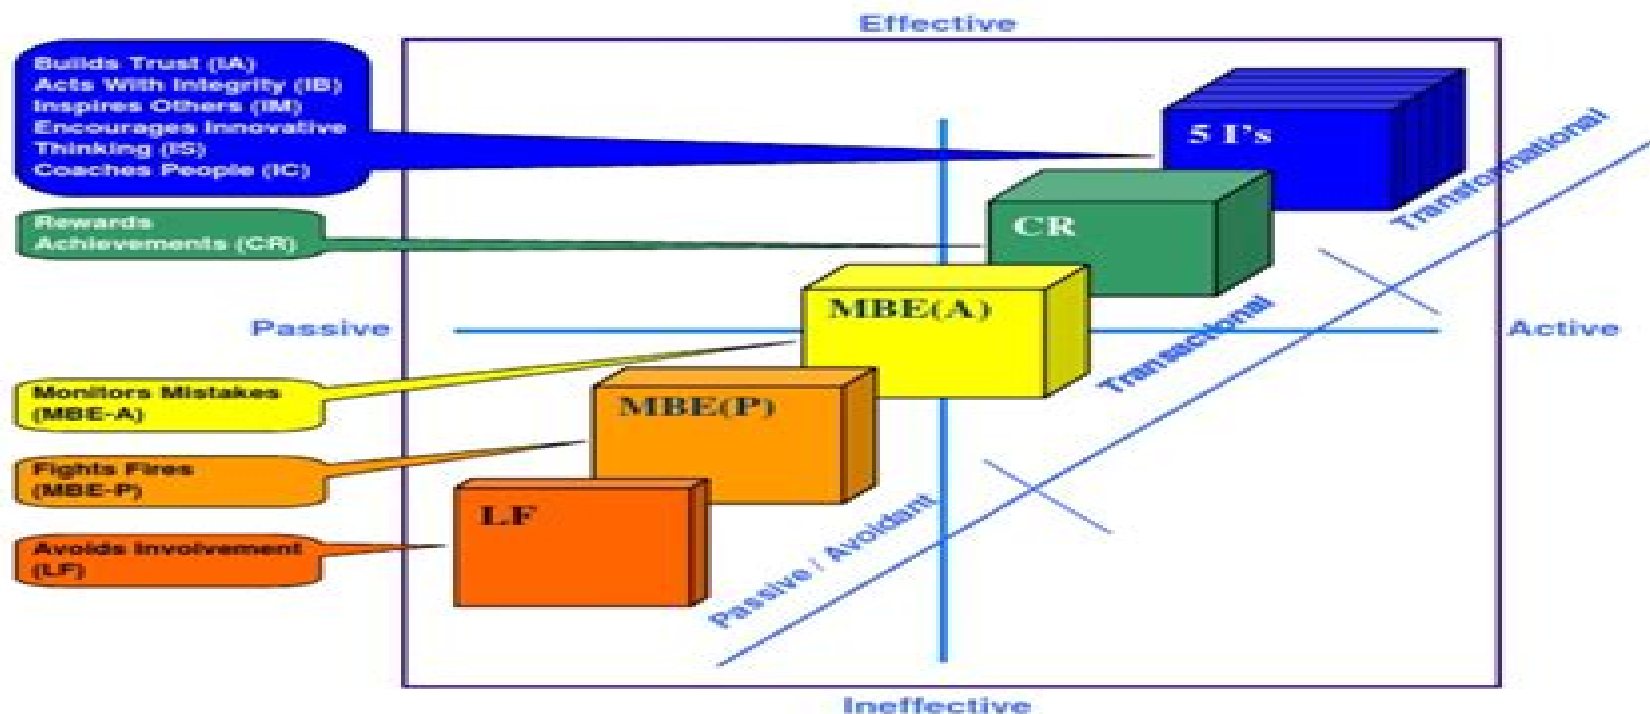 Effective
Builds Trust (IA)
Acts With Integrity (IB)
Inspires Others (IM)
Encourages Innovative
Thinking (IS)
Coaches People (IC)
5 I's
Transformational
Rewards
Achievements (CR)
CR
MBE(A)
Transactional
Passive
Active
Monitors Mistakes
(MBE-A)
MBE(P)
Fights Fires
(MBE-P)
LF
Passive / Avoidant
Avoids Involvement
(LF)
Ineffective